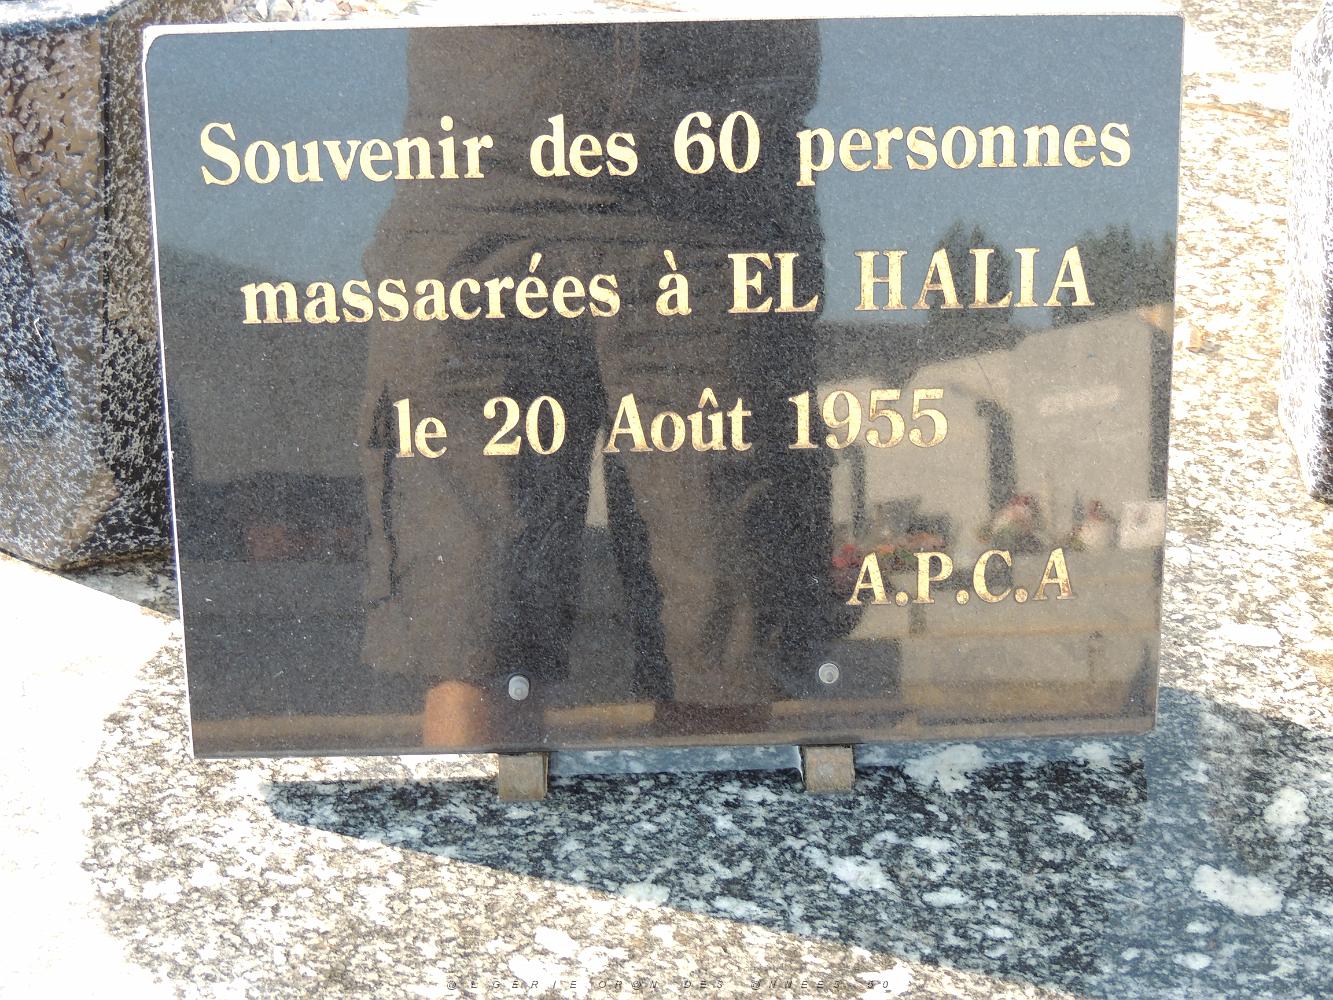 Souvenir des 60 personnes
massacrées à EL HALIA
le 20 Août 1955
A.P.C.A